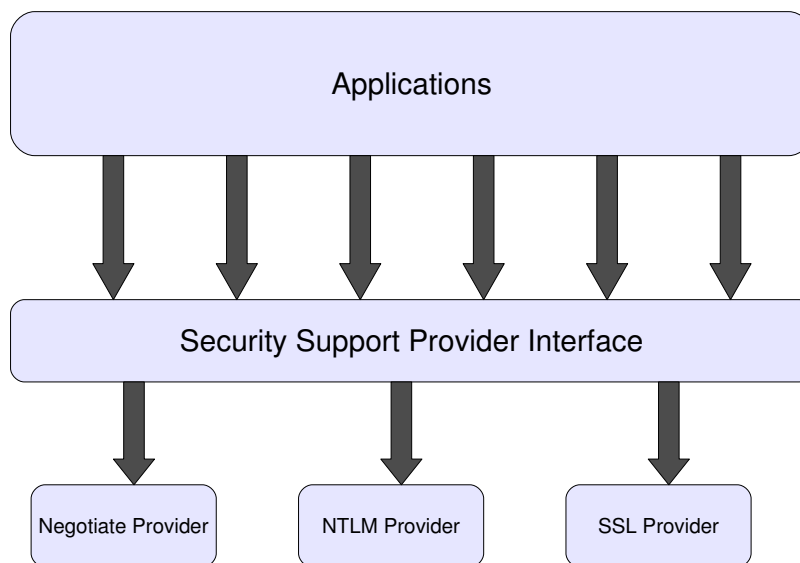 Applications
Security Support Provider Interface
Negotiate Provider
NTLM Provider
SSL Provider